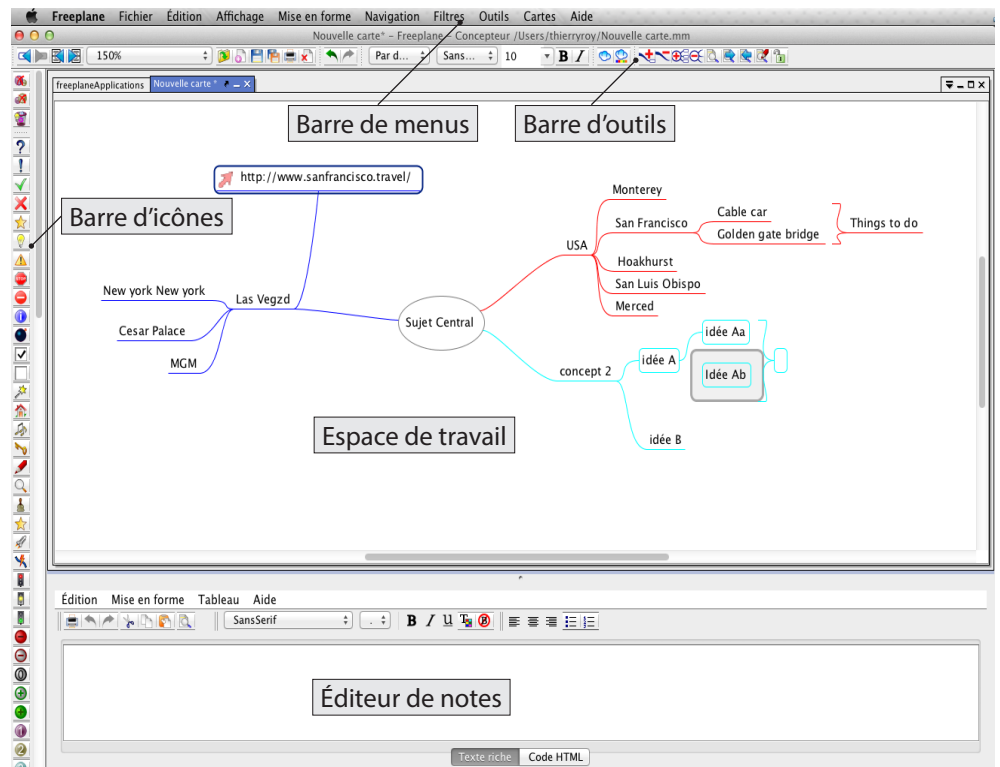 Freeplane Fichier Édition Affichage Mise en forme Navigation Filtres Outils Cartes Aide
Nouvelle carte* – Freeplane – Concepteur /Users/thierryroy/Nouvelle carte.mm
150% Par d... Sans... 10 B I
freeplaneApplications Nouvelle carte *
Barre de menus Barre d'outils
http://www.sanfrancisco.travel/
Barre d'icônes
Monterey
San Francisco
Cable car
Golden gate bridge
Things to do
USA
Hoakhurst
San Luis Obispo
Merced
New york New york
Las Vegzd
Cesar Palace
MGM
Sujet Central
concept 2
idée A
idée Aa
Idée Ab
idée B
Espace de travail
Édition Mise en forme Tableau Aide
SansSerif . B I U
Éditeur de notes
Texte riche Code HTML